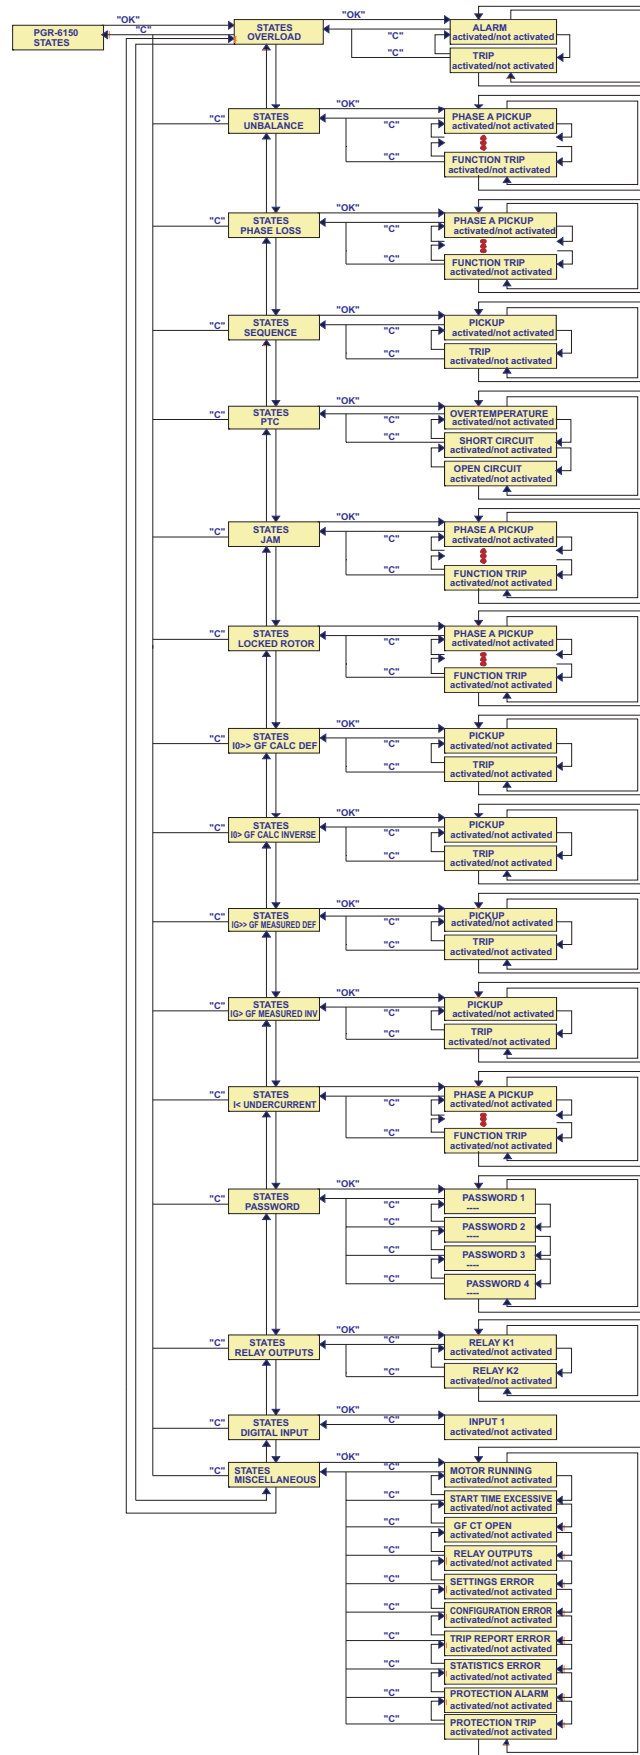 PGR-6150
STATES
"OK"
"C"
STATES
OVERLOAD
"OK"
"C"
"C"
ALARM
activated/not activated
TRIP
activated/not activated
"C"
STATES
UNBALANCE
"OK"
"C"
"C"
PHASE A PICKUP
activated/not activated
FUNCTION TRIP
activated/not activated
"C"
STATES
PHASE LOSS
"OK"
"C"
"C"
PHASE A PICKUP
activated/not activated
FUNCTION TRIP
activated/not activated
"C"
STATES
SEQUENCE
"OK"
"C"
"C"
PICKUP
activated/not activated
TRIP
activated/not activated
"C"
STATES
PTC
"OK"
"C"
"C"
OVERTEMPERATURE
activated/not activated
SHORT CIRCUIT
activated/not activated
OPEN CIRCUIT
activated/not activated
"C"
STATES
JAM
"OK"
"C"
"C"
PHASE A PICKUP
activated/not activated
FUNCTION TRIP
activated/not activated
"C"
STATES
LOCKED ROTOR
"OK"
"C"
"C"
PHASE A PICKUP
activated/not activated
FUNCTION TRIP
activated/not activated
"C"
STATES
I0>> GF CALC DEF
"OK"
"C"
"C"
PICKUP
activated/not activated
TRIP
activated/not activated
"C"
STATES
I0> GF CALC INVERSE
"OK"
"C"
"C"
PICKUP
activated/not activated
TRIP
activated/not activated
"C"
STATES
IG>> GF MEASURED DEF
"OK"
"C"
"C"
PICKUP
activated/not activated
TRIP
activated/not activated
"C"
STATES
IG> GF MEASURED INV
"OK"
"C"
"C"
PICKUP
activated/not activated
TRIP
activated/not activated
"C"
STATES
I< UNDERCURRENT
"OK"
"C"
"C"
PHASE A PICKUP
activated/not activated
FUNCTION TRIP
activated/not activated
"C"
STATES
PASSWORD
"OK"
"C"
"C"
"C"
"C"
PASSWORD 1
----
PASSWORD 2
----
PASSWORD 3
----
PASSWORD 4
----
"C"
STATES
RELAY OUTPUTS
"OK"
"C"
"C"
RELAY K1
activated/not activated
RELAY K2
activated/not activated
"C"
STATES
DIGITAL INPUT
"OK"
"C"
INPUT 1
activated/not activated
"C"
STATES
MISCELLANEOUS
"OK"
"C"
MOTOR RUNNING
activated/not activated
"C"
START TIME EXCESSIVE
activated/not activated
"C"
GF CT OPEN
activated/not activated
"C"
RELAY OUTPUTS
activated/not activated
"C"
SETTINGS ERROR
activated/not activated
"C"
CONFIGURATION ERROR
activated/not activated
"C"
TRIP REPORT ERROR
activated/not activated
"C"
STATISTICS ERROR
activated/not activated
"C"
PROTECTION ALARM
activated/not activated
"C"
PROTECTION TRIP
activated/not activated